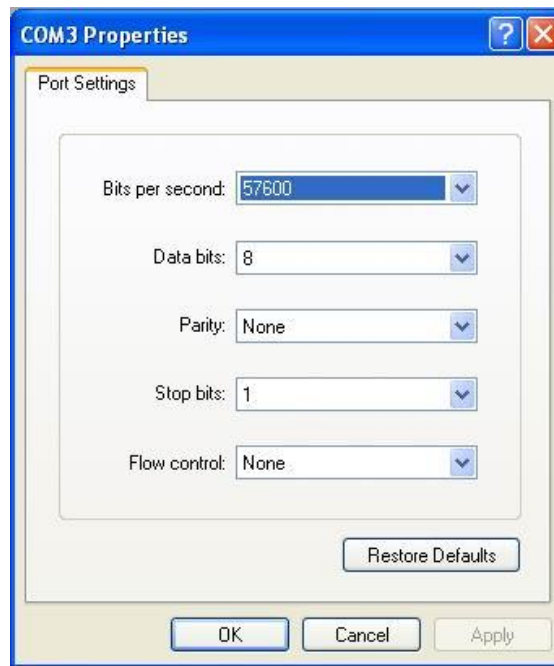 COM3 Properties
Port Settings
Bits per second: 57600
Data bits: 8
Parity: None
Stop bits: 1
Flow control: None
Restore Defaults
OK Cancel Apply